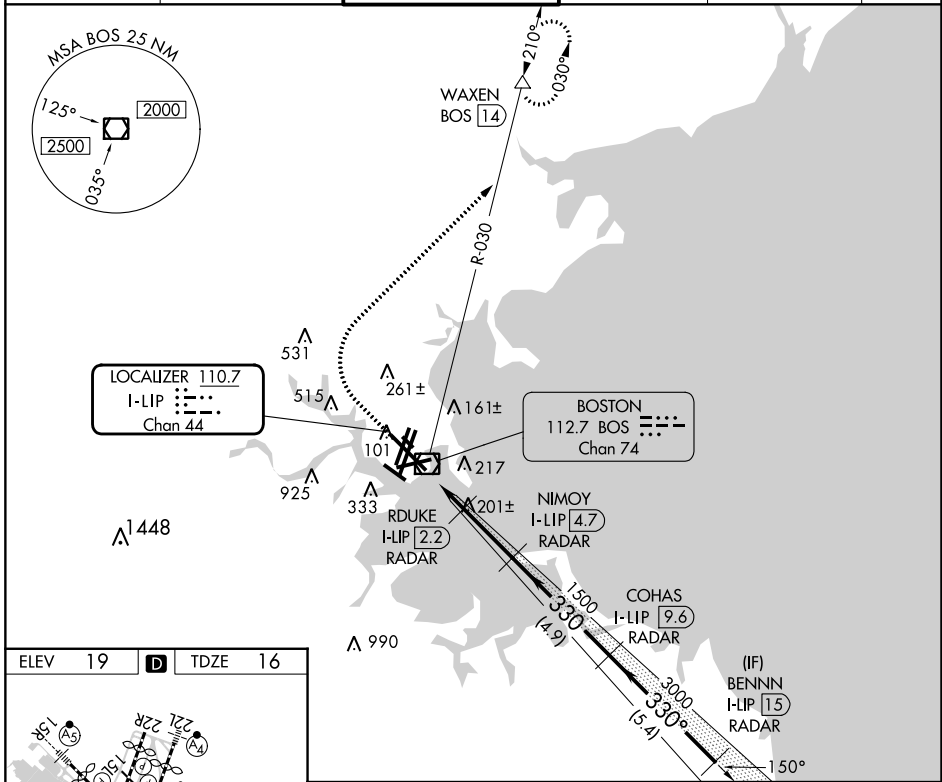 MSA BOS 25 NM
125°
2000
2500
035°
210°
030°
WAXEN
BOS 14
R-030
531
LOCALIZER 110.7
I-LIP
Chan 44
515
261±
161±
BOSTON
112.7 BOS
Chan 74
101
217
925
333
201±
RDUKE
I-LIP 2.2
RADAR
NIMOY
I-LIP 4.7
RADAR
1448
1500
330
(4.9)
COHAS
I-LIP 9.6
RADAR
990
3000
330°
(5.4)
(IF)
BENNN
I-LIP 15
RADAR
150°
ELEV 19 D TDZE 16
15R
A5
22R
22L
A4
15L
P